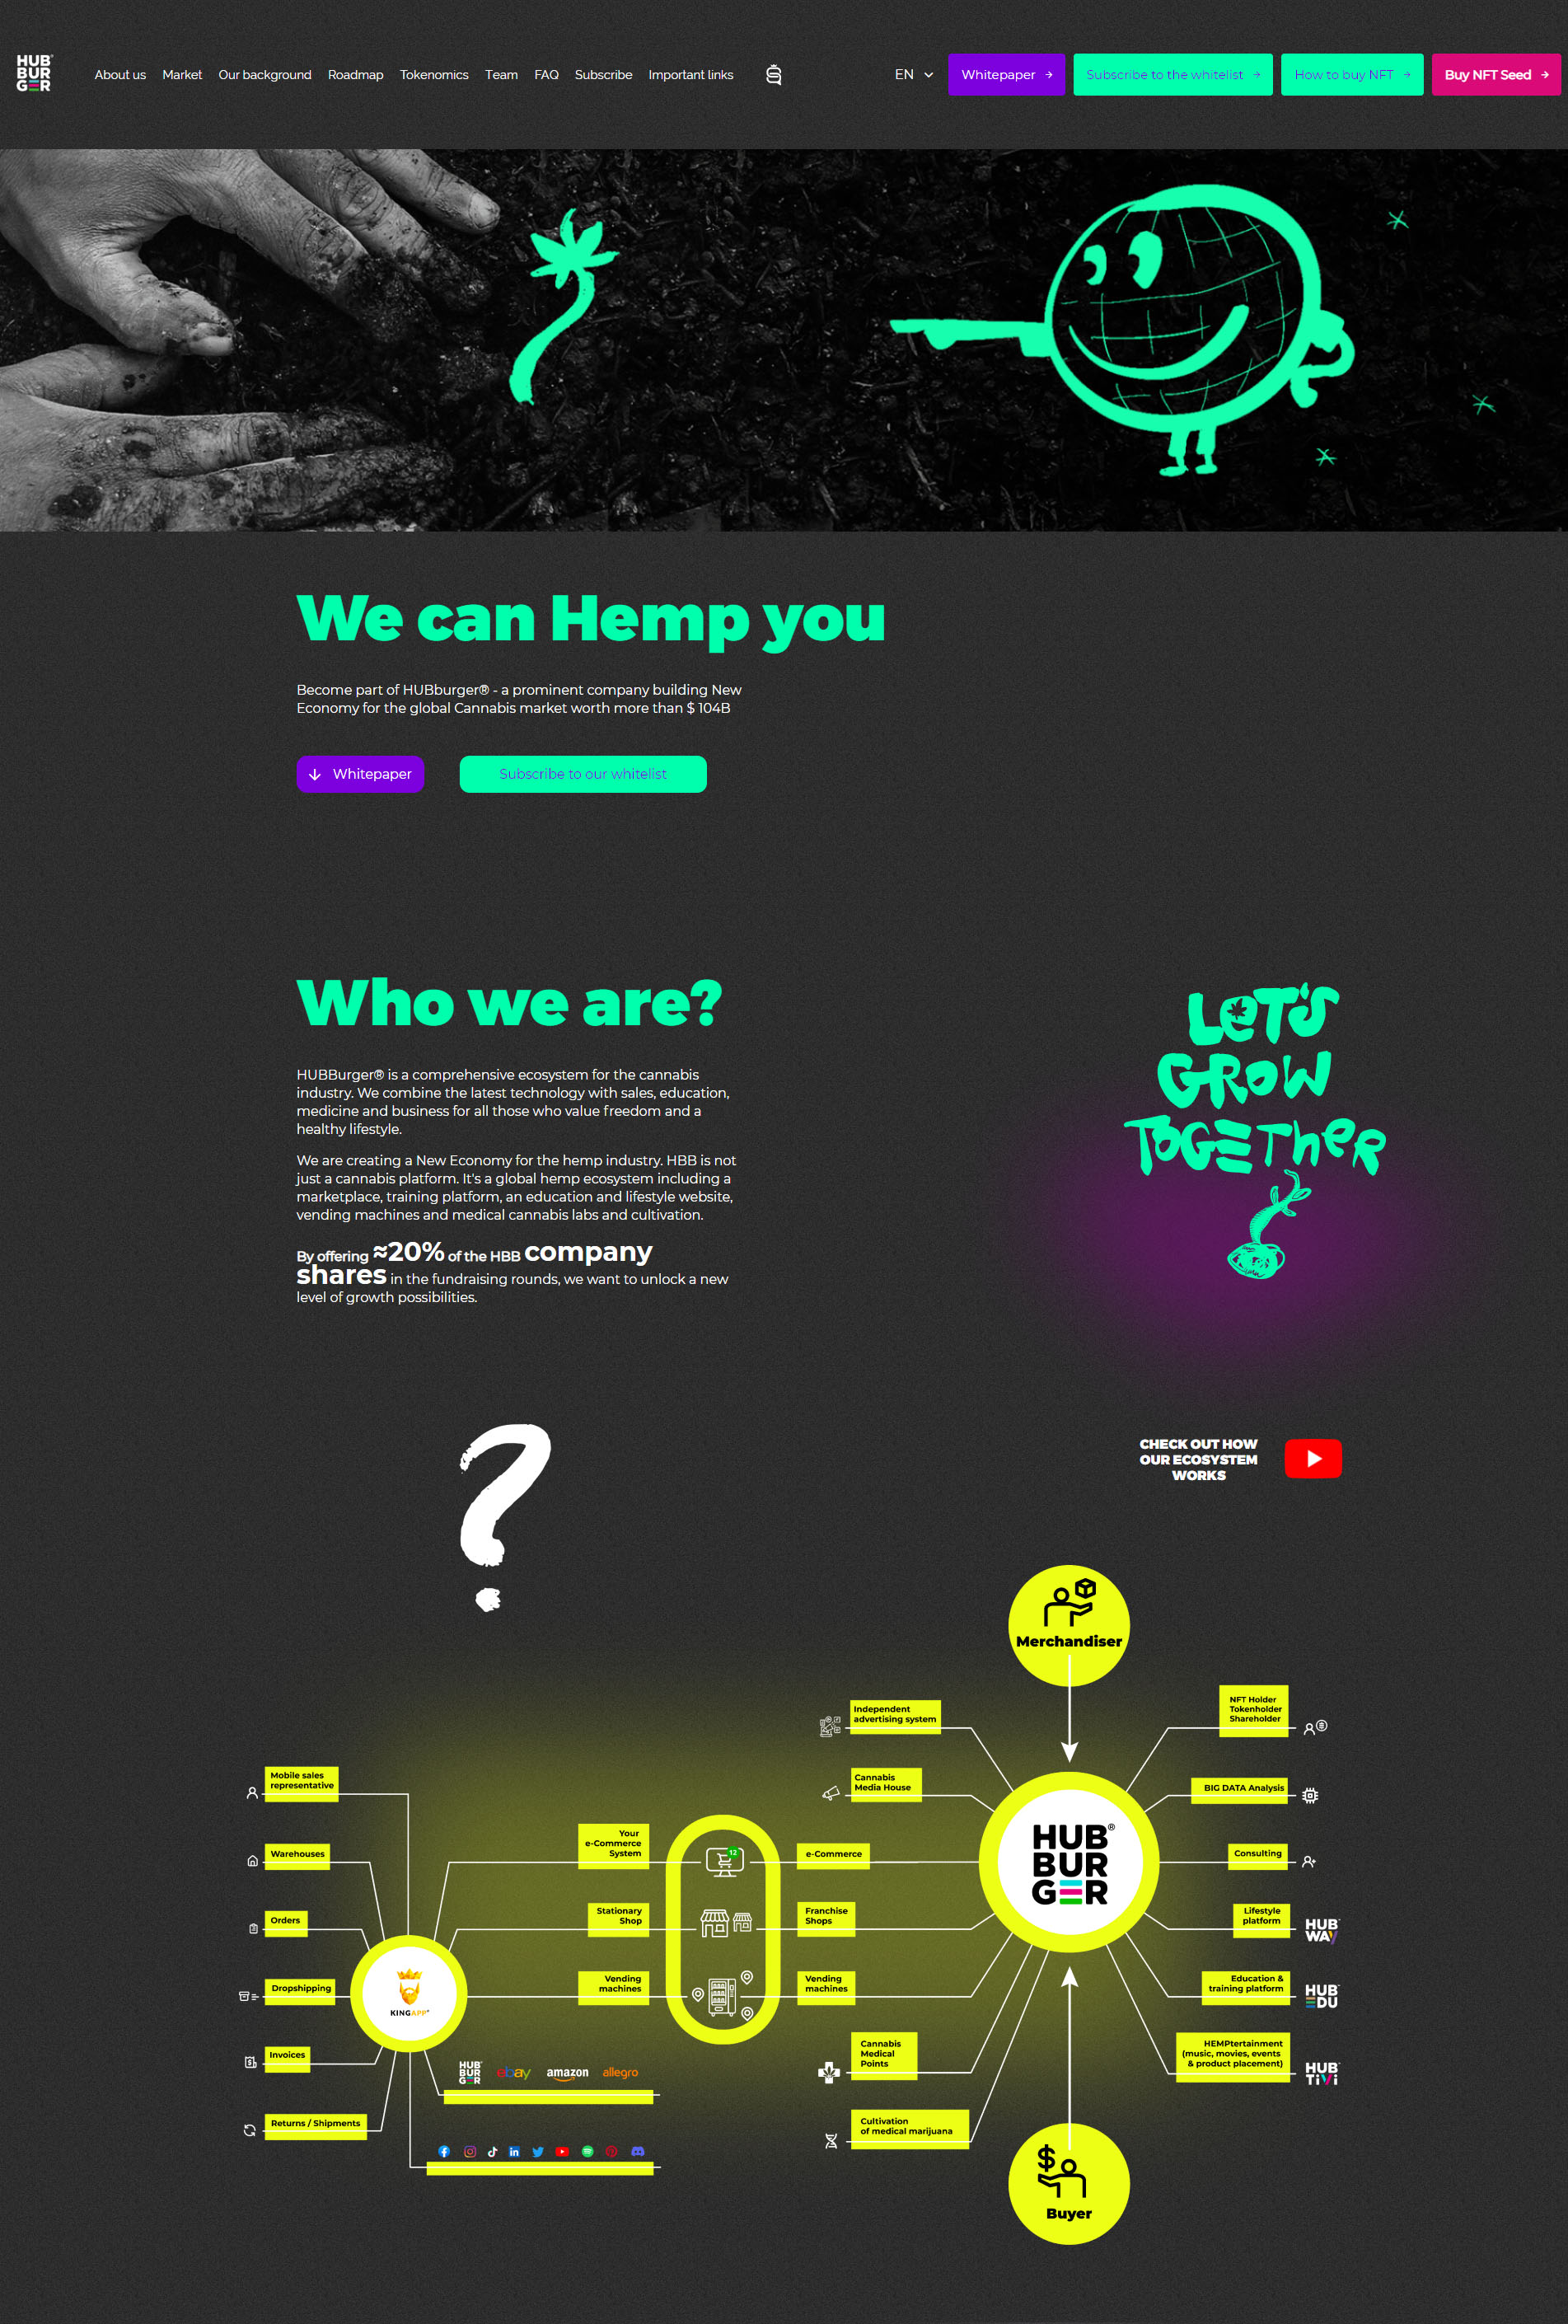 HUB
BUR
GER
About us Market Our background Roadmap Tokenomics Team FAQ Subscribe Important links
EN
Whitepaper
Subscribe to the whitelist
How to buy NFT
Buy NFT Seed
We can Hemp you
Become part of HUBburger® - a prominent company building New
Economy for the global Cannabis market worth more than $ 104B
Whitepaper
Subscribe to our whitelist
Who we are?
HUBBurger® is a comprehensive ecosystem for the cannabis
industry. We combine the latest technology with sales, education,
medicine and business for all those who value freedom and a
healthy lifestyle.
We are creating a New Economy for the hemp industry. HBB is not
just a cannabis platform. It's a global hemp ecosystem including a
marketplace, training platform, an education and lifestyle website,
vending machines and medical cannabis labs and cultivation.
By offering ≈20% of the HBB company
shares in the fundraising rounds, we want to unlock a new
level of growth possibilities.
LET'S
GROW
TOGETHER
?
CHECK OUT HOW
OUR ECOSYSTEM
WORKS
Merchandiser
Independent
advertising system
NFT Holder
Tokenholder
Shareholder
Cannabis
Media House
BIG DATA Analysis
Mobile sales
representative
Warehouses
Orders
Dropshipping
Invoices
Returns / Shipments
KINGAPP
Your
e-Commerce
System
Stationary
Shop
Vending
machines
12
e-Commerce
Franchise
Shops
Vending
machines
HUB®
BUR
GER
Consulting
Lifestyle
platform
HUB
WAY
Education &
training platform
HUB
EDU
HEMPtertainment
(music, movies, events
& product placement)
HUB
TiVi
Cannabis
Medical
Points
Cultivation
of medical marijuana
HUB
BUR
GER
ebay
amazon
allegro
$
Buyer